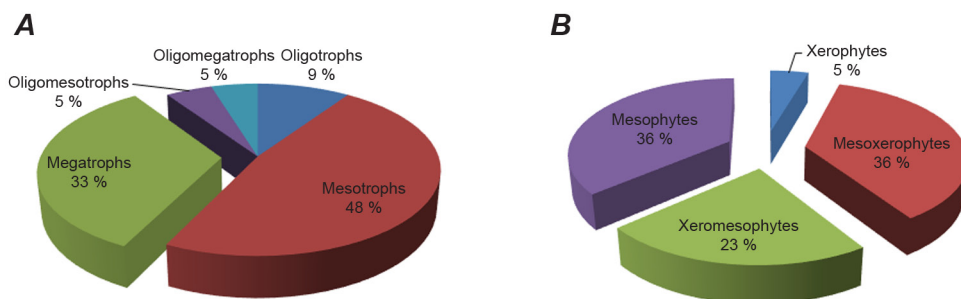 A
Oligomegatrophs
5 %
Oligotrophs
9 %
Oligomesotrophs
5 %
Megatrophs
33 %
Mesotrophs
48 %
B
Xerophytes
5 %
Mesophytes
36 %
Mesoxerophytes
36 %
Xeromesophytes
23 %